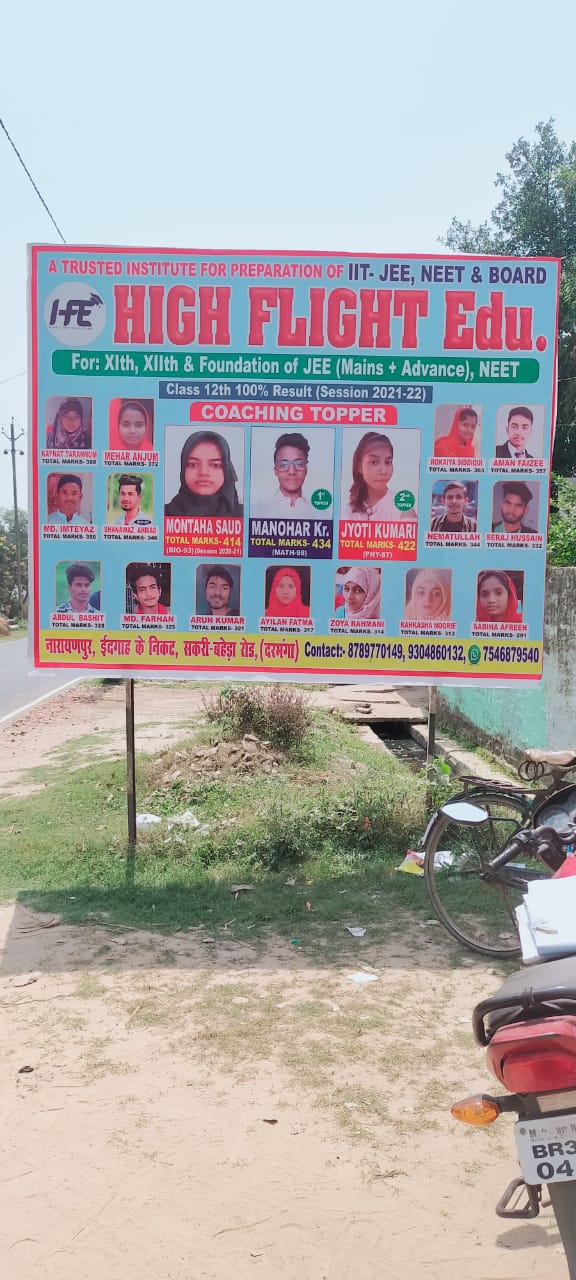 A TRUSTED INSTITUTE FOR PREPARATION OF IIT- JEE, NEET & BOARD
HFE
HIGH FLIGHT Edu.
For: XIth, XIIth & Foundation of JEE (Mains + Advance), NEET
Class 12th 100% Result (Session 2021-22)
COACHING TOPPER
KAYNAT TARANNUM
TOTAL MARKS- 368
MEHAR ANJUM
TOTAL MARKS- 372
ROKAIYA SIDDIQUI
TOTAL MARKS- 363
AMAN FAIZEE
TOTAL MARKS- 357
MD. IMTEYAZ
TOTAL MARKS- 350
SHANAWAZ AHMAD
TOTAL MARKS- 346
MONTAHA SAUD
TOTAL MARKS- 414
(BIO-93) (Session 2020-21)
1ST TOPPER
MANOHAR Kr.
TOTAL MARKS- 434
(MATH-98)
2ND TOPPER
JYOTI KUMARI
TOTAL MARKS- 422
(PHY-87)
NEMATULLAH
TOTAL MARKS- 344
SERAJ HUSSAIN
TOTAL MARKS- 332
ABDUL BASHIT
TOTAL MARKS- 328
MD. FARHAN
TOTAL MARKS- 325
ARUN KUMAR
TOTAL MARKS- 321
AYILAN FATMA
TOTAL MARKS- 317
ZOYA RAHMANI
TOTAL MARKS- 314
KAHKASHA NOORIE
TOTAL MARKS- 313
SABIHA AFREEN
TOTAL MARKS- 291
नारायणपुर, ईदगाह के निकट, सकरी-बहेड़ा रोड,(दरभंगा) Contact:- 8789770149, 9304860132, 7546879540
BR3
04